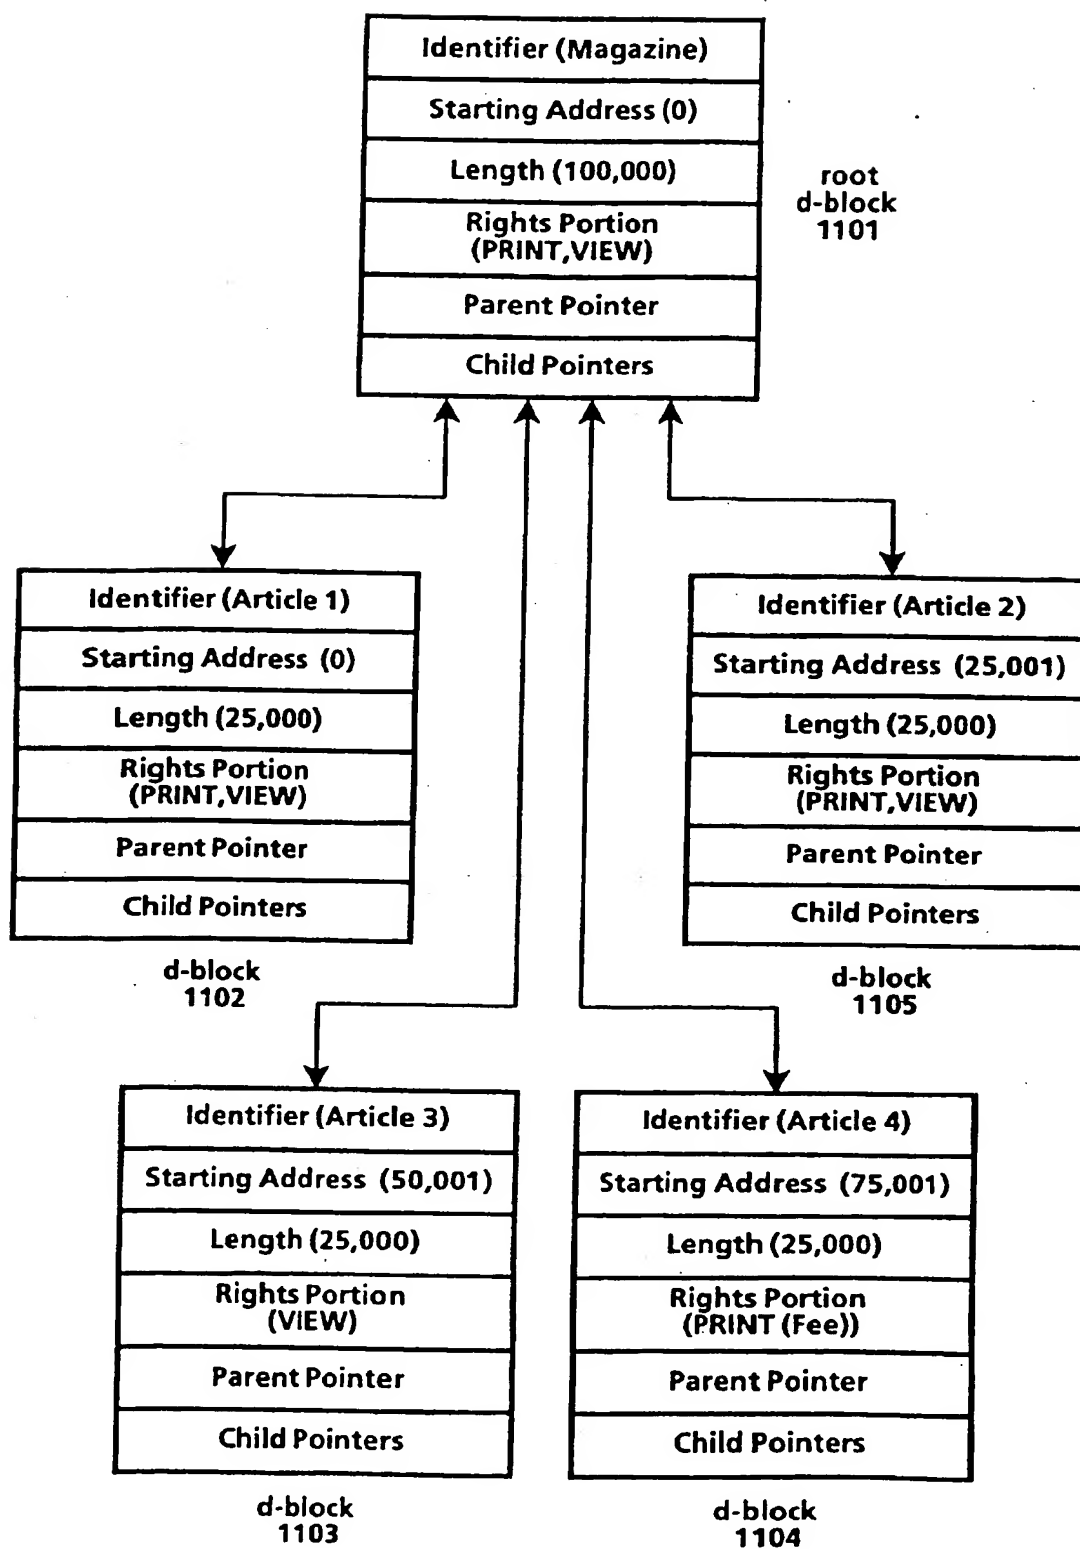 Identifier (Magazine)
Starting Address (0)
Length (100,000)
Rights Portion
(PRINT,VIEW)
Parent Pointer
Child Pointers
root
d-block
1101
Identifier (Article 1)
Starting Address (0)
Length (25,000)
Rights Portion
(PRINT,VIEW)
Parent Pointer
Child Pointers
d-block
1102
Identifier (Article 2)
Starting Address (25,001)
Length (25,000)
Rights Portion
(PRINT,VIEW)
Parent Pointer
Child Pointers
d-block
1105
Identifier (Article 3)
Starting Address (50,001)
Length (25,000)
Rights Portion
(VIEW)
Parent Pointer
Child Pointers
d-block
1103
Identifier (Article 4)
Starting Address (75,001)
Length (25,000)
Rights Portion
(PRINT (Fee))
Parent Pointer
Child Pointers
d-block
1104